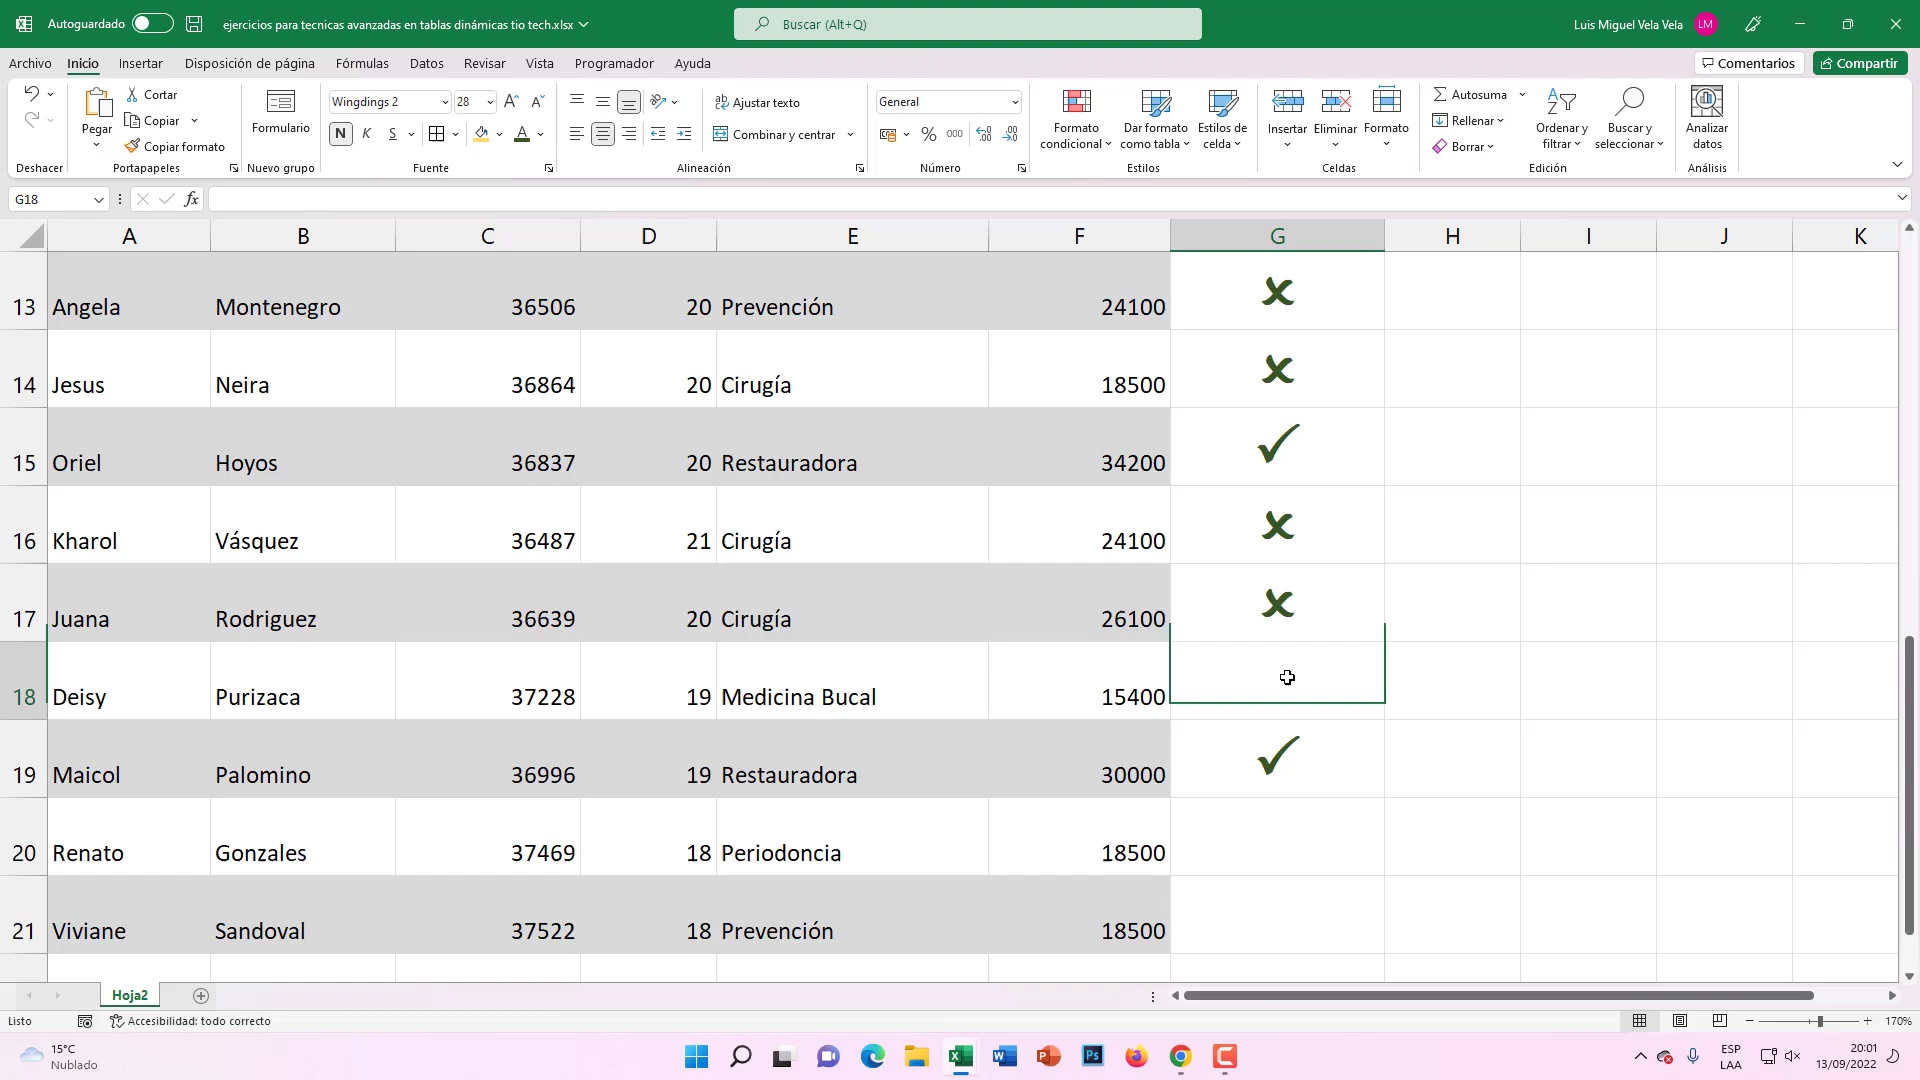 Autoguardado ejercicios para tecnicas avanzadas en tablas dinámicas tio tech.xlsx Buscar (Alt+Q) Luis Miguel Vela Vela LM
Archivo Inicio Insertar Disposición de página Fórmulas Datos Revisar Vista Programador Ayuda Comentarios Compartir
Pegar Cortar Copiar Copiar formato
Formulario
Wingdings 2 28
N K S
Ajustar texto
Combinar y centrar
General
% 000
Formato condicional Dar formato como tabla Estilos de celda
Insertar Eliminar Formato
Autosuma Rellenar Borrar
Ordenar y filtrar Buscar y seleccionar
Analizar datos
Deshacer Portapapeles Nuevo grupo Fuente Alineación Número Estilos Celdas Edición Análisis
G18 fx
A B C D E F G H I J K
13 Angela Montenegro 36506 20 Prevención 24100 ✘
14 Jesus Neira 36864 20 Cirugía 18500 ✘
15 Oriel Hoyos 36837 20 Restauradora 34200 ✓
16 Kharol Vásquez 36487 21 Cirugía 24100 ✘
17 Juana Rodriguez 36639 20 Cirugía 26100 ✘
18 Deisy Purizaca 37228 19 Medicina Bucal 15400
19 Maicol Palomino 36996 19 Restauradora 30000 ✓
20 Renato Gonzales 37469 18 Periodoncia 18500
21 Viviane Sandoval 37522 18 Prevención 18500
Hoja2
Listo Accesibilidad: todo correcto 170%
15°C
Nublado
ESP
LAA
20:01
13/09/2022